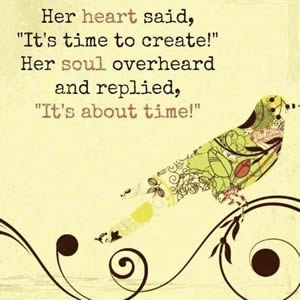 Her heart said,
"It's time to create!"
Her soul overheard
and replied,
"It's about time!"